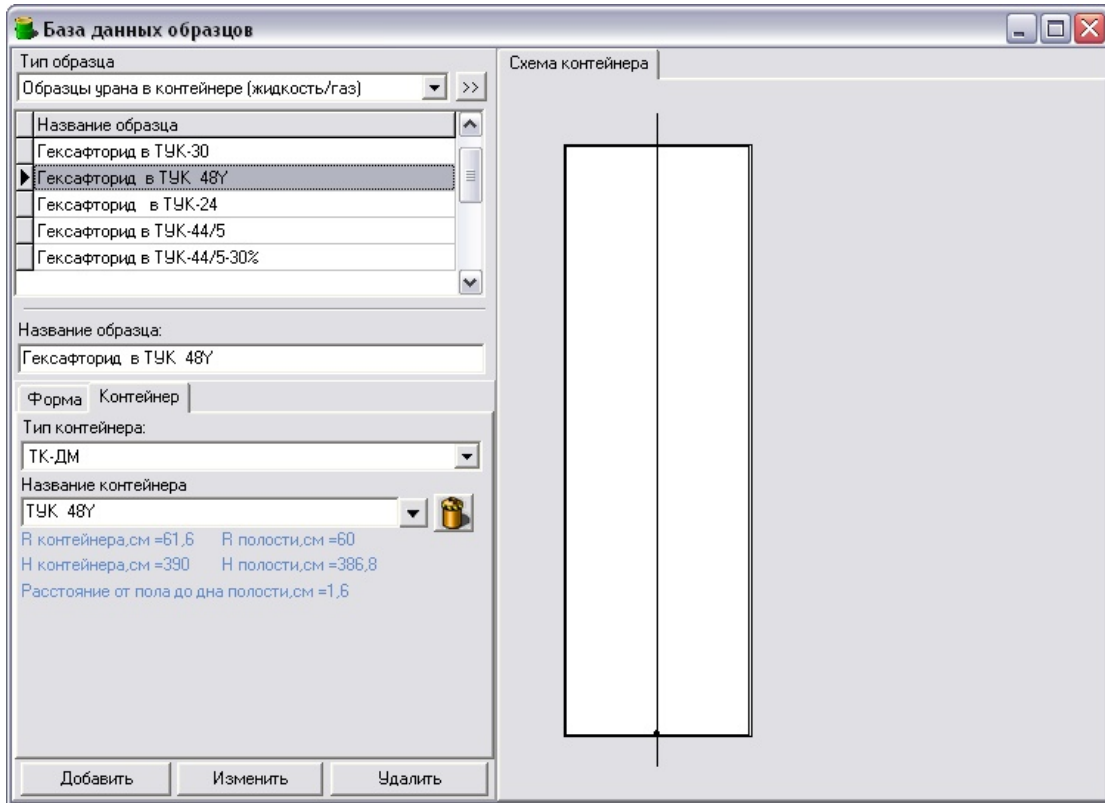 База данных образцов
Тип образца
Образцы урана в контейнере (жидкость/газ)
>>
Название образца
Гексафторид в ТУК-30
Гексафторид в ТУК 48Y
Гексафторид в ТУК-24
Гексафторид в ТУК-44/5
Гексафторид в ТУК-44/5-30%
Название образца:
Гексафторид в ТУК 48Y
Форма Контейнер
Тип контейнера:
ТК-ДМ
Название контейнера
ТУК 48Y
R контейнера,см =61,6 R полости,см =60
H контейнера,см =390 H полости,см =386,8
Расстояние от пола до дна полости,см =1,6
Добавить Изменить Удалить
Схема контейнера